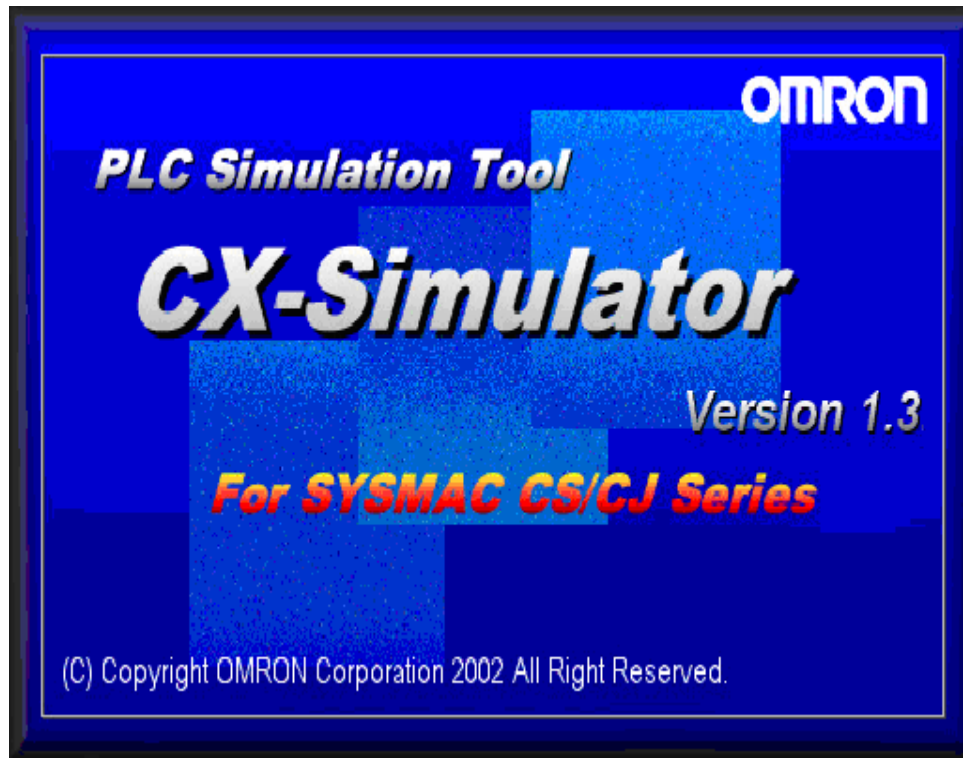 OMRON
PLC Simulation Tool
CX-Simulator
Version 1.3
For SYSMAC CS/CJ Series
(C) Copyright OMRON Corporation 2002 All Right Reserved.